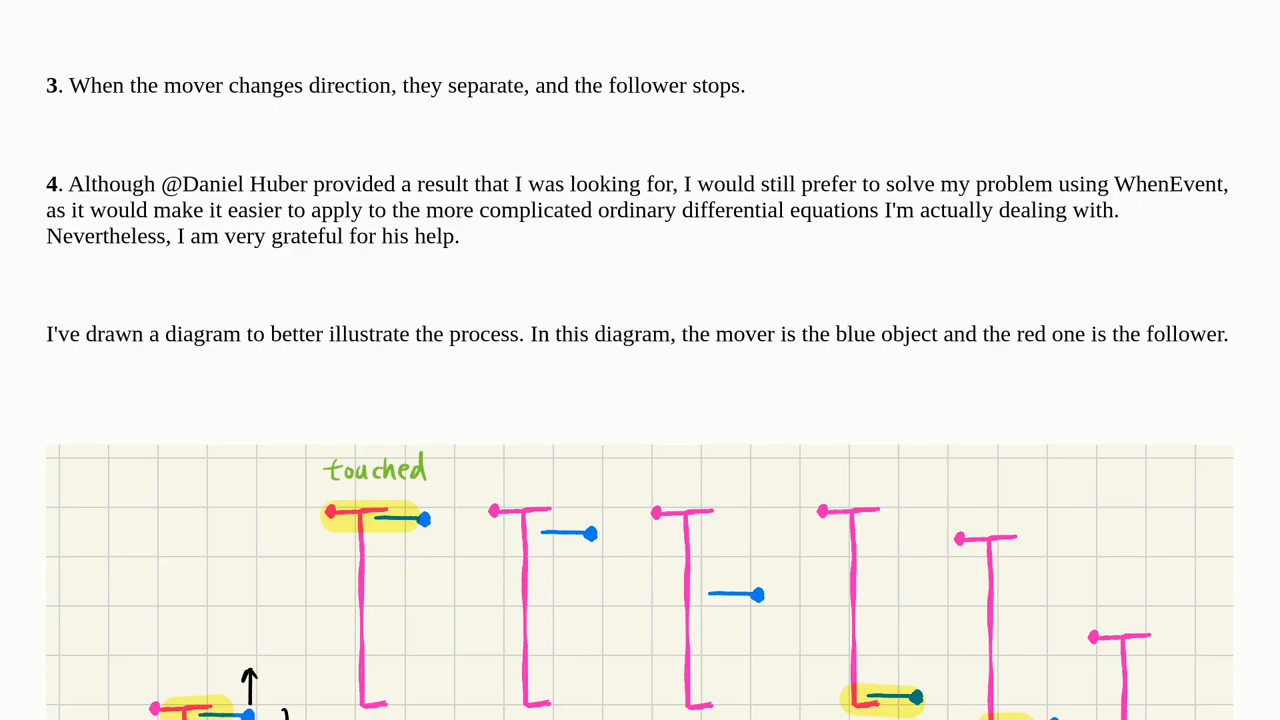 3. When the mover changes direction, they separate, and the follower stops.
4. Although @Daniel Huber provided a result that I was looking for, I would still prefer to solve my problem using WhenEvent,
as it would make it easier to apply to the more complicated ordinary differential equations I'm actually dealing with.
Nevertheless, I am very grateful for his help.
I've drawn a diagram to better illustrate the process. In this diagram, the mover is the blue object and the red one is the follower.
touched